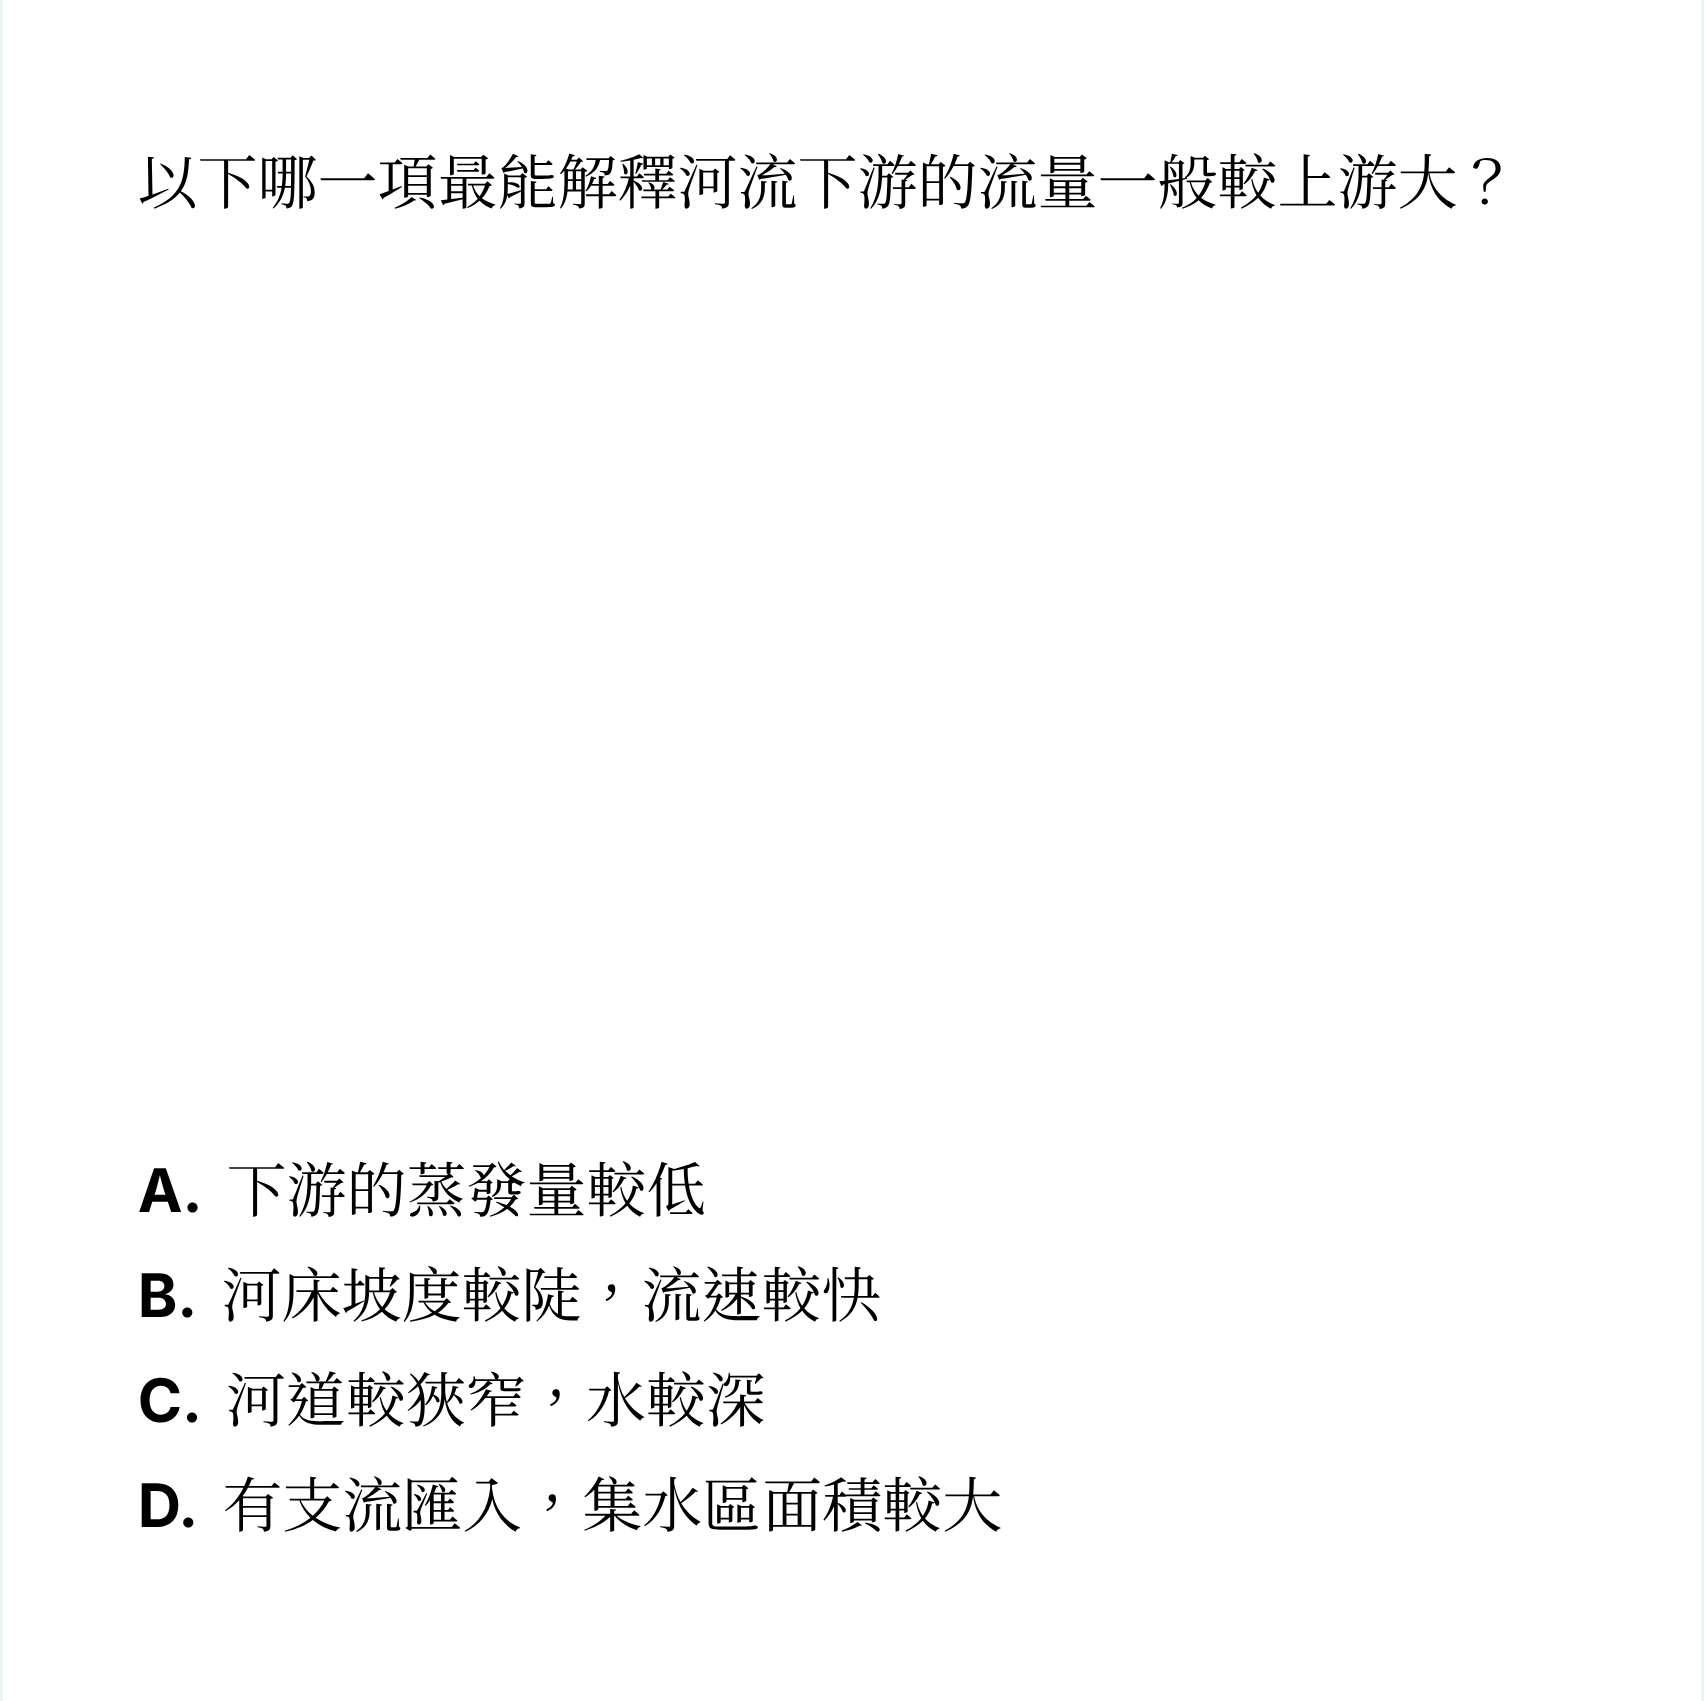 以下哪一項最能解釋河流下游的流量一般較上游大？
A. 下游的蒸發量較低
B. 河床坡度較陡，流速較快
C. 河道較狹窄，水較深
D. 有支流匯入，集水區面積較大